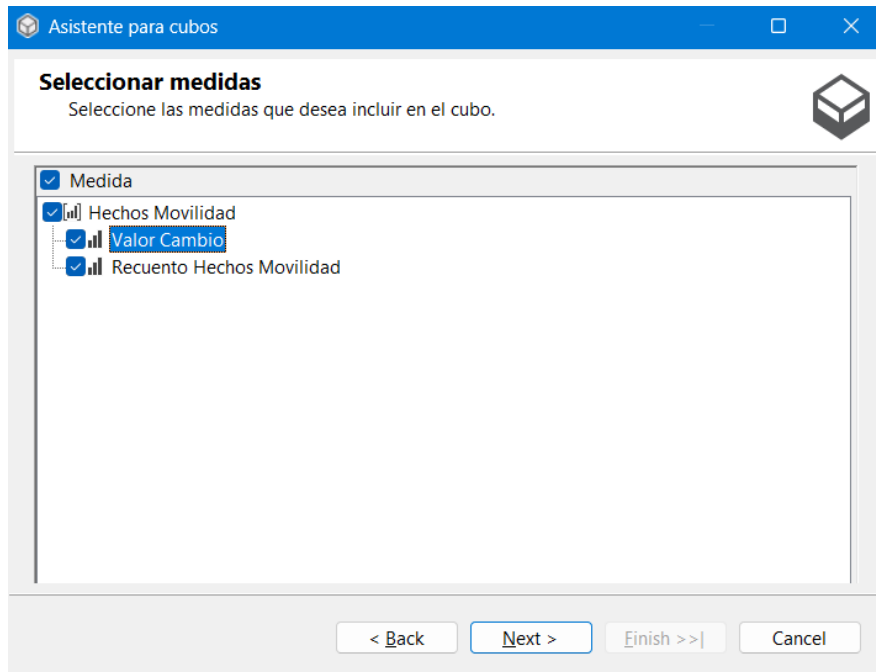 Asistente para cubos
Seleccionar medidas
Seleccione las medidas que desea incluir en el cubo.
Medida
Hechos Movilidad
Valor Cambio
Recuento Hechos Movilidad
< Back Next > Finish >>| Cancel